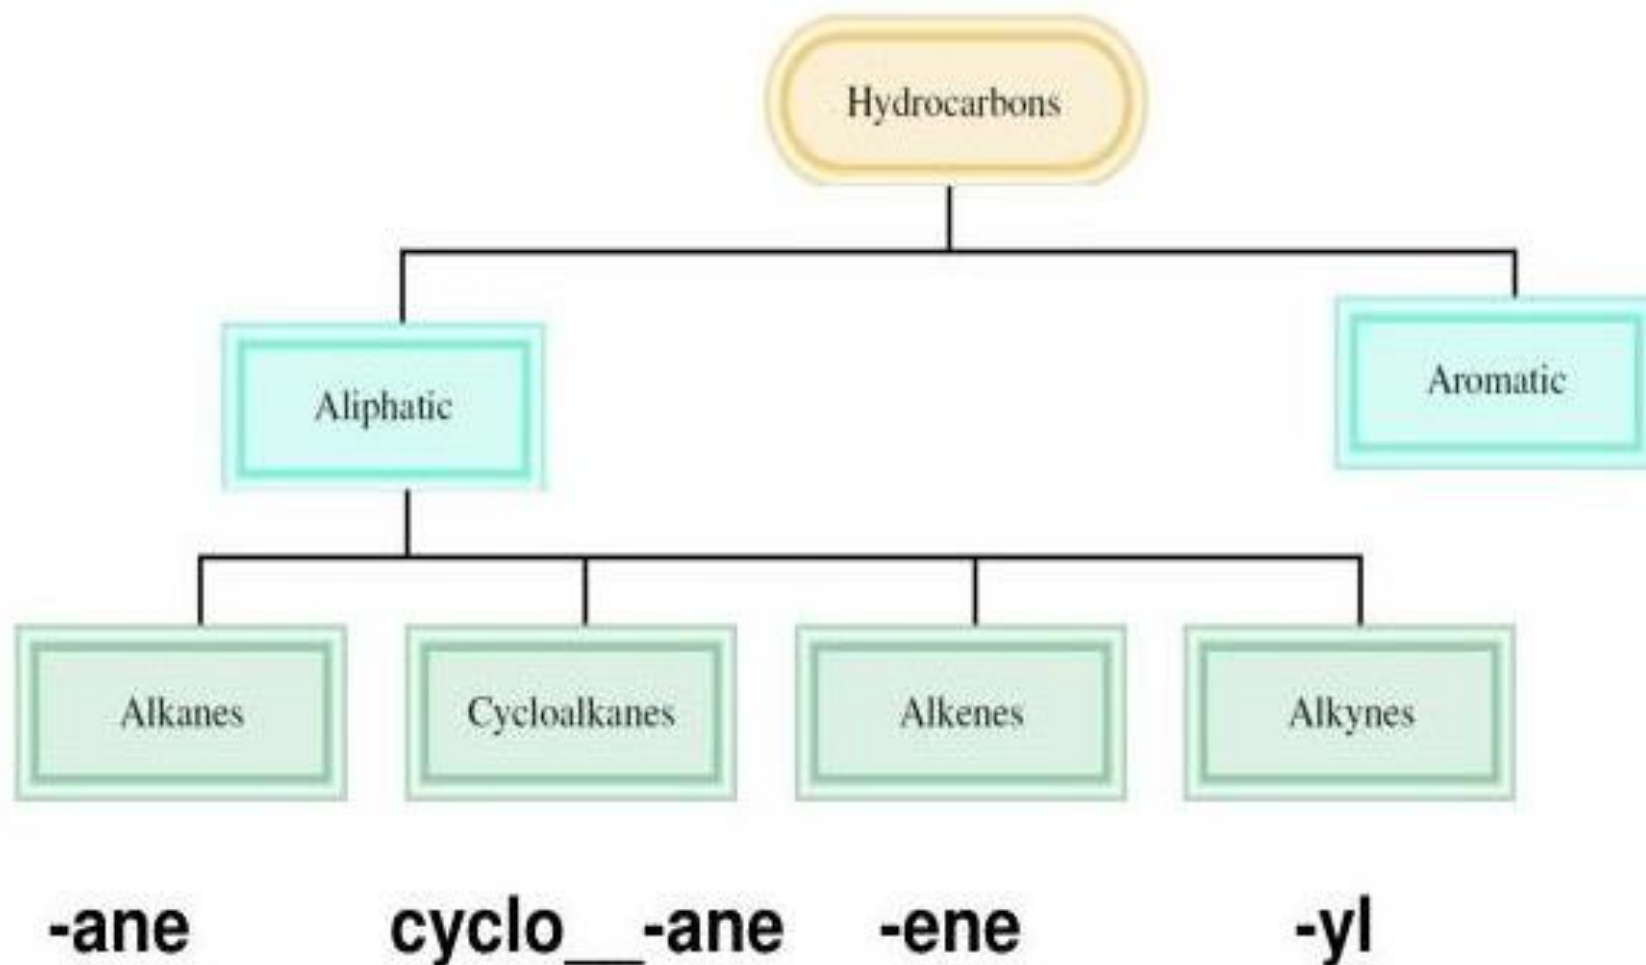 Hydrocarbons
Aliphatic
Aromatic
Alkanes
Cycloalkanes
Alkenes
Alkynes
-ane
cyclo__-ane
-ene
-yl